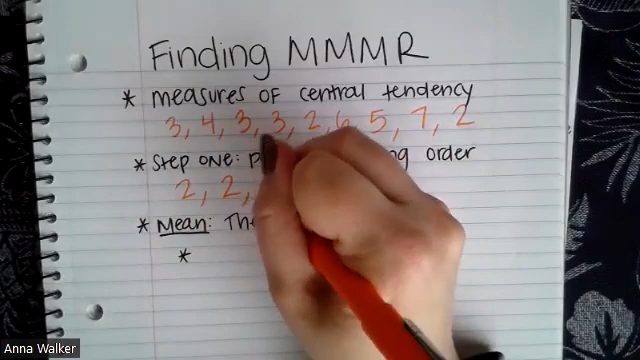 Finding MMMR
* measures of central tendency
3, 4, 3, 3, 2, 6 5, 7, 2
* Step one: order
2, 2,
* Mean:
*
Anna Walker